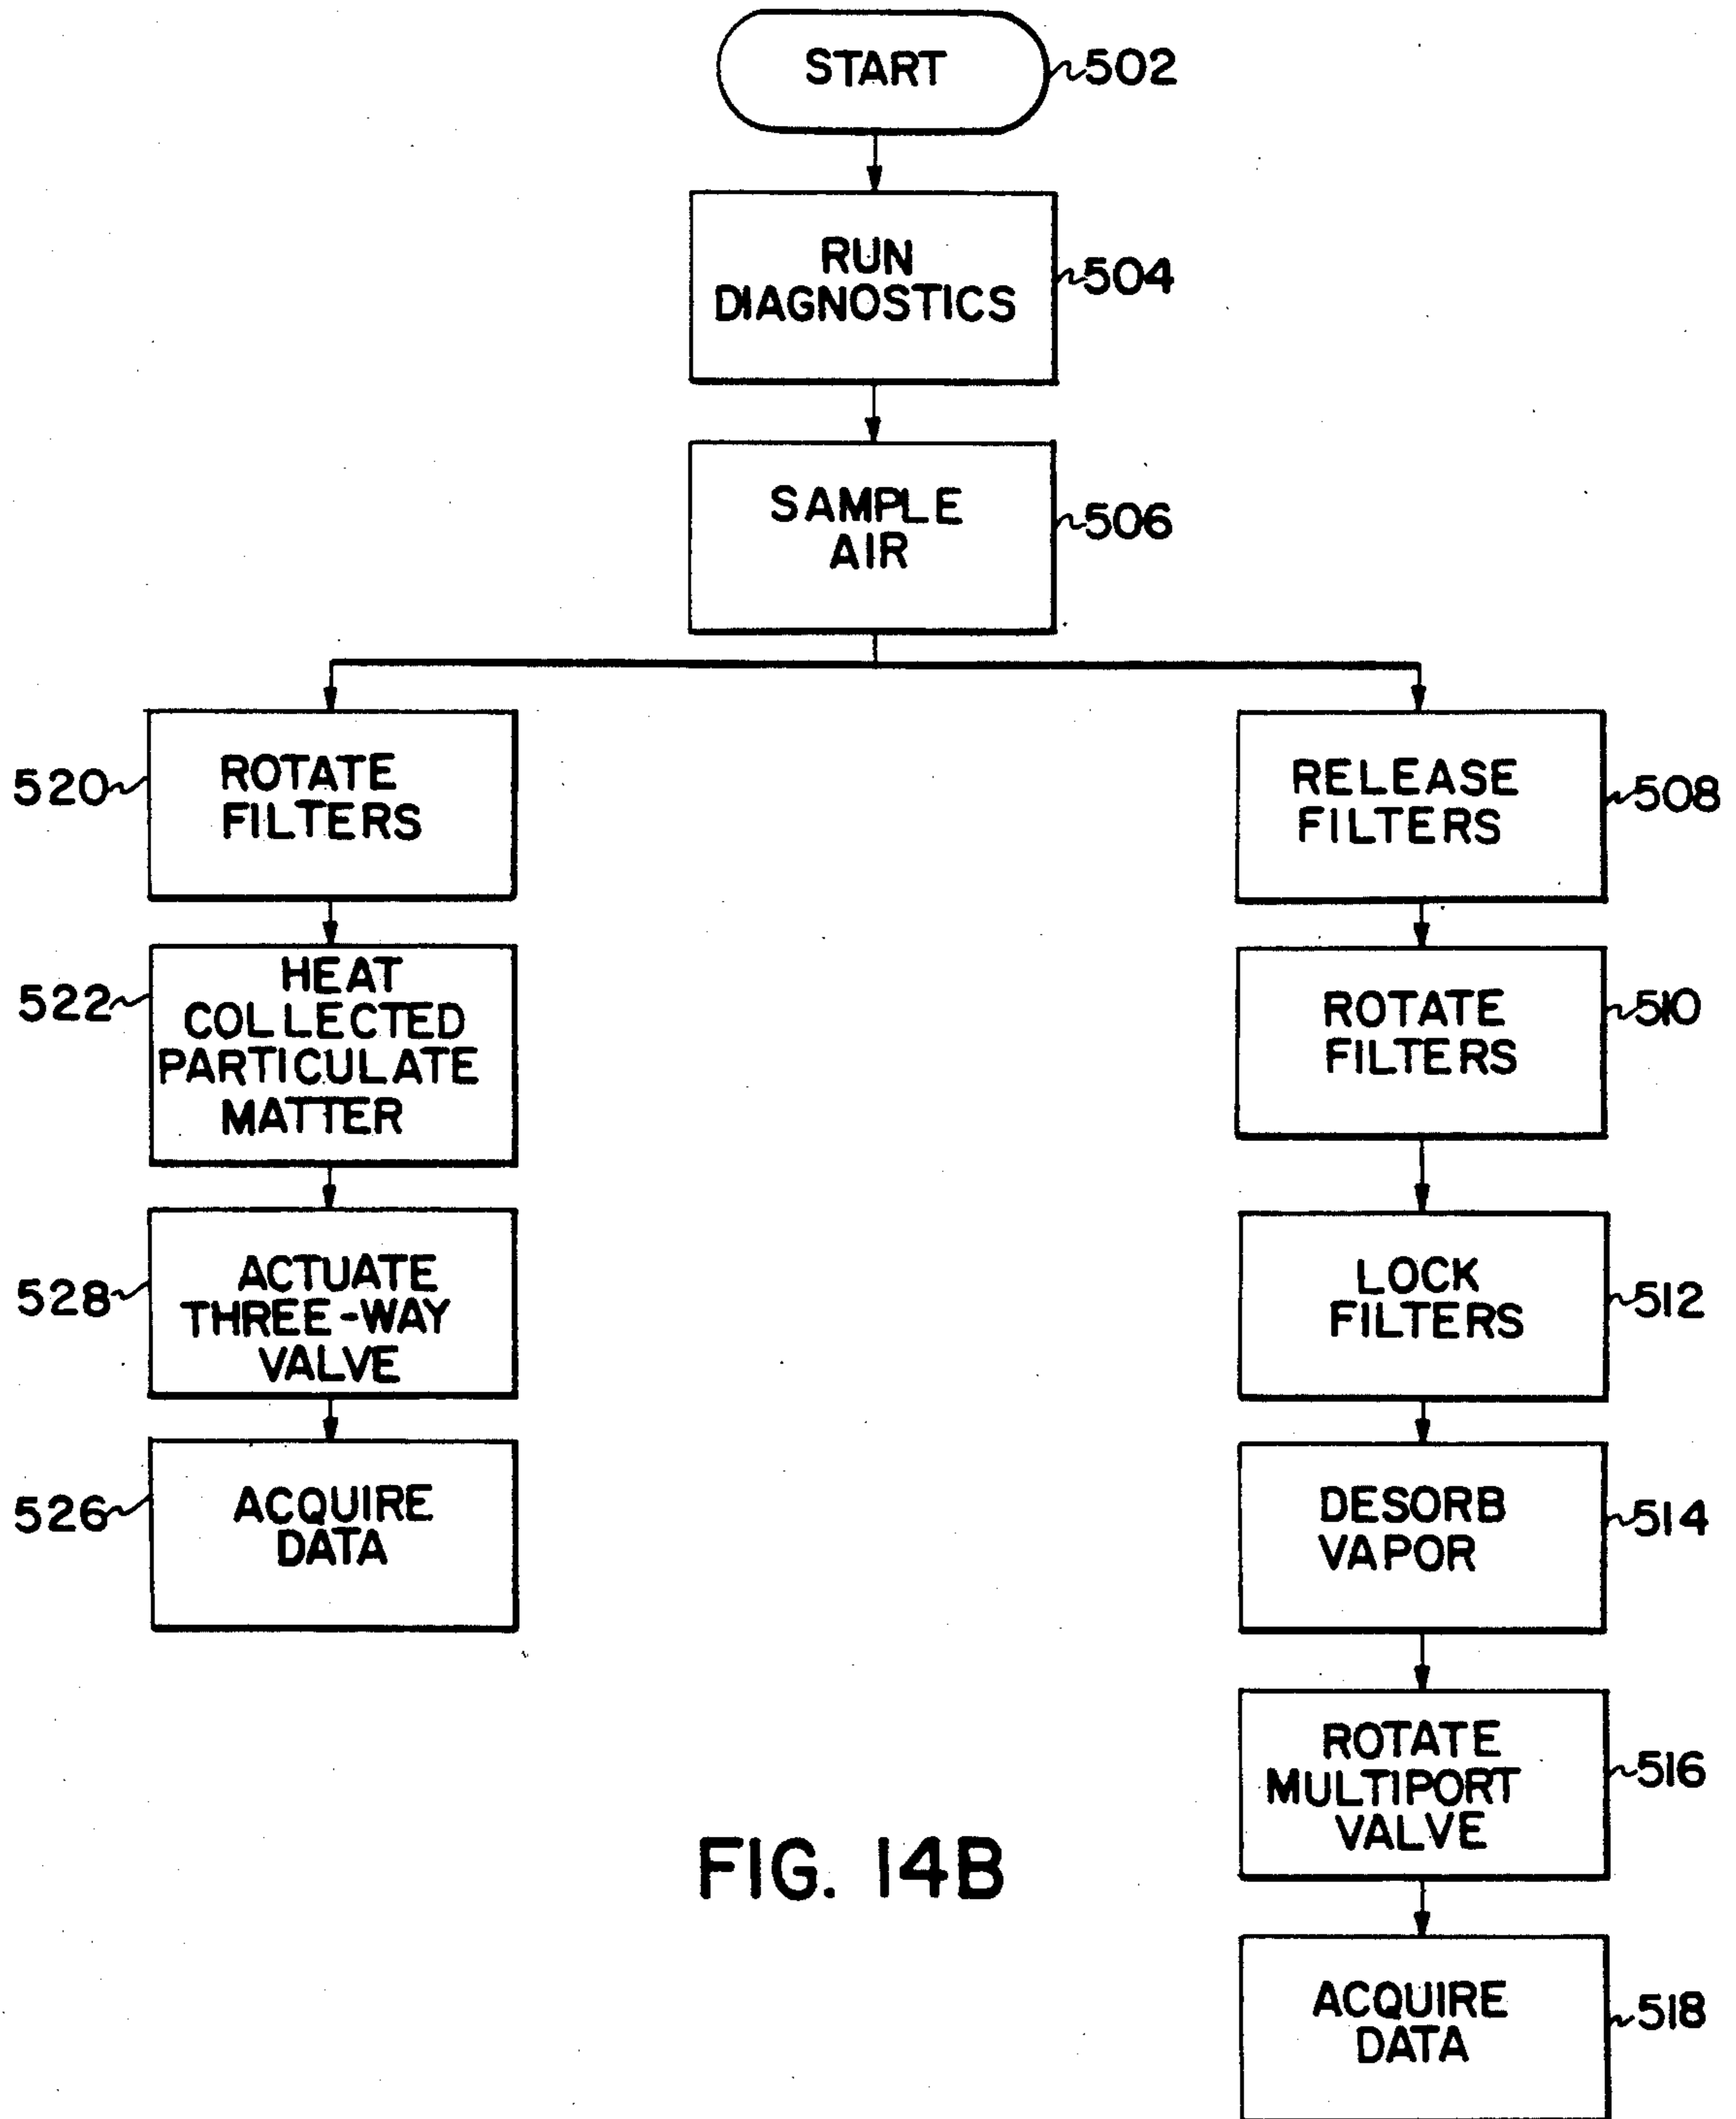 START
502
RUN
DIAGNOSTICS
504
SAMPLE
AIR
506
520
ROTATE
FILTERS
522
HEAT
COLLECTED
PARTICULATE
MATTER
528
ACTUATE
THREE-WAY
VALVE
526
ACQUIRE
DATA
RELEASE
FILTERS
508
ROTATE
FILTERS
510
LOCK
FILTERS
512
DESORB
VAPOR
514
ROTATE
MULTIPORT
VALVE
516
ACQUIRE
DATA
518
FIG. 14B